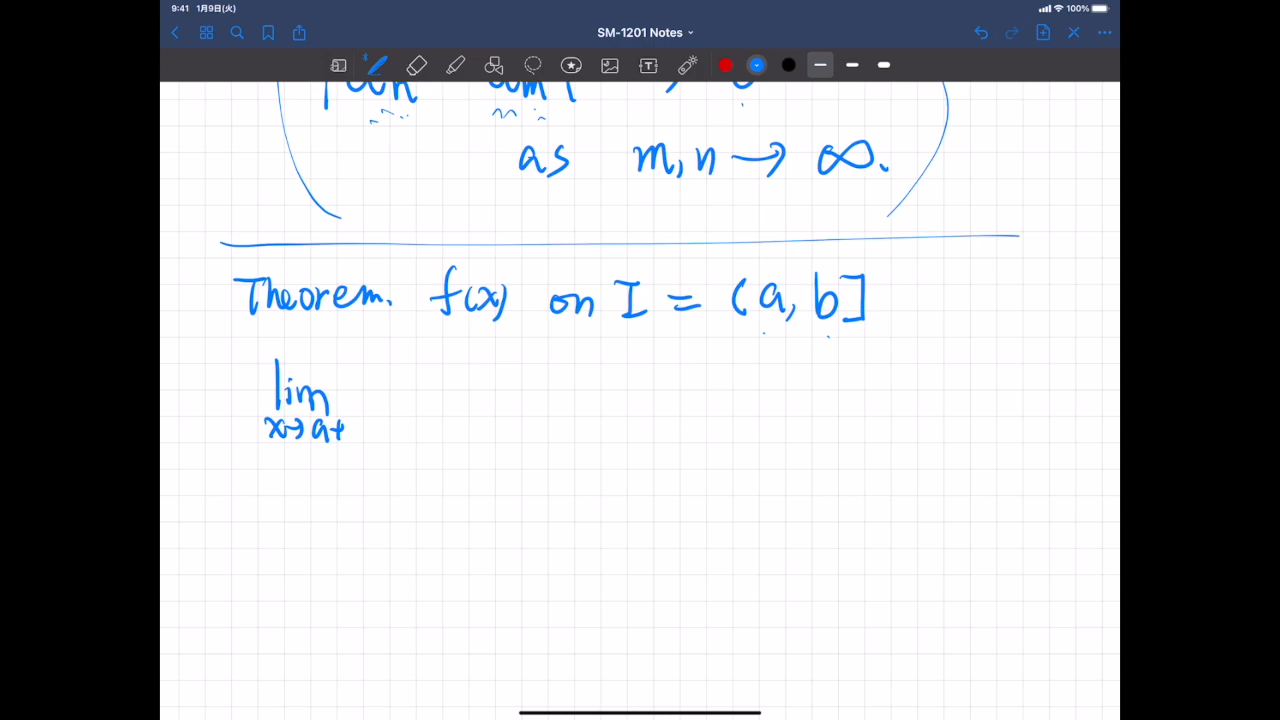 9:41 1月9日(火)
100%
SM-1201 Notes
as m, n → ∞.
Theorem. f(x) on I = (a, b]
lim
x→a+